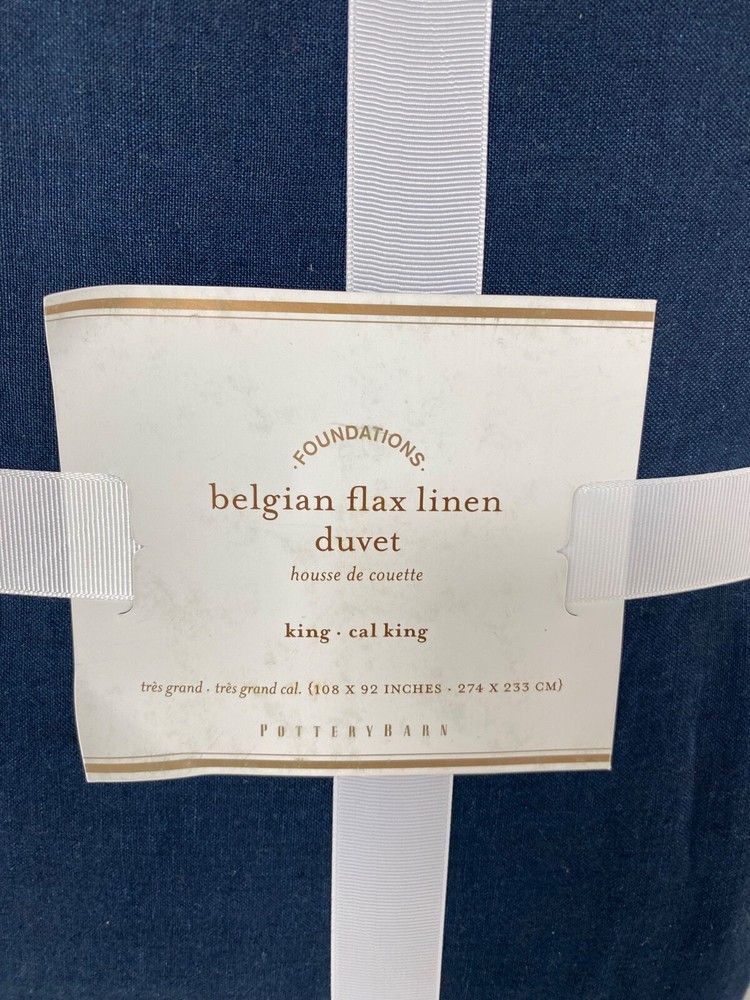 ·FOUNDATIONS·
belgian flax linen
duvet
housse de couette
king · cal king
très grand · très grand cal. {108 X 92 INCHES · 274 X 233 CM}
POTTERYBARN